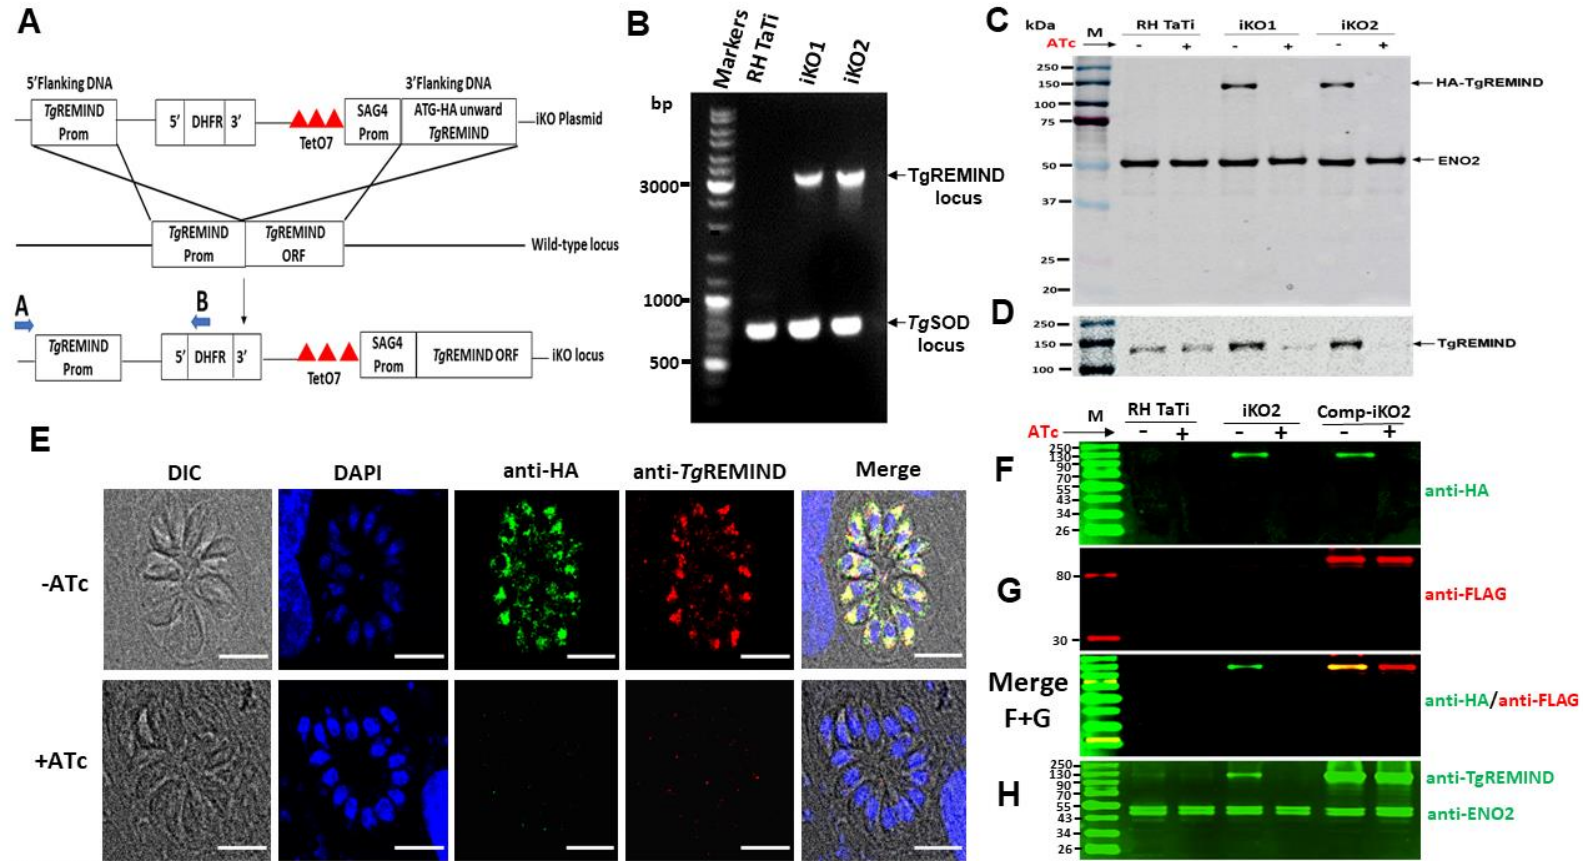 A
5'Flanking DNA
3'Flanking DNA
TgREMIND
Prom
5'
DHFR
3'
TetO7
SAG4
Prom
ATG-HA unward
TgREMIND
iKO Plasmid
TgREMIND
Prom
TgREMIND
ORF
Wild-type locus
A
B
TgREMIND
Prom
5'
DHFR
3'
TetO7
SAG4
Prom
TgREMIND ORF
iKO locus
B
Markers
RH TaTi
iKO1
iKO2
bp
3000
1000
500
TgREMIND
locus
TgSOD
locus
C
kDa
M
RH TaTi
iKO1
iKO2
ATc
- + - + - +
250
150
100
75
50
37
25
20
HA-TgREMIND
ENO2
D
250
150
100
TgREMIND
E
DIC
DAPI
anti-HA
anti-TgREMIND
Merge
-ATc
+ATc
M
RH TaTi
iKO2
Comp-iKO2
ATc
- + - + - +
F
250
130
90
70
55
43
34
26
anti-HA
G
80
30
anti-FLAG
Merge
F+G
anti-HA/anti-FLAG
H
250
130
90
70
55
43
34
26
anti-TgREMIND
anti-ENO2